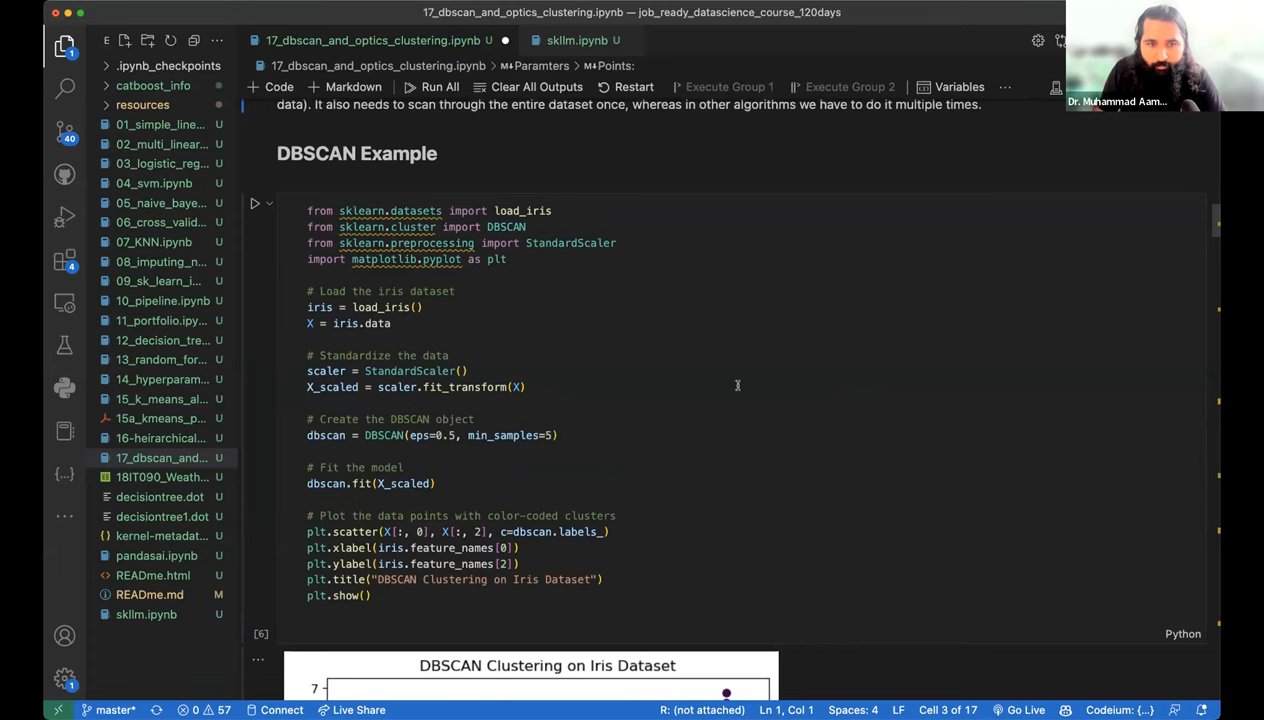 17_dbscan_and_optics_clustering.ipynb — job_ready_datascience_course_120days
E
17_dbscan_and_optics_clustering.ipynb U
skllm.ipynb U
17_dbscan_and_optics_clustering.ipynb > M↓Paramters > M↓Points:
+ Code + Markdown Run All Clear All Outputs Restart Execute Group 1 Execute Group 2 Variables ...
Dr. Muhammad Aam...
data). It also needs to scan through the entire dataset once, whereas in other algorithms we have to do it multiple times.
DBSCAN Example
from sklearn.datasets import load_iris
from sklearn.cluster import DBSCAN
from sklearn.preprocessing import StandardScaler
import matplotlib.pyplot as plt
# Load the iris dataset
iris = load_iris()
X = iris.data
# Standardize the data
scaler = StandardScaler()
X_scaled = scaler.fit_transform(X)
# Create the DBSCAN object
dbscan = DBSCAN(eps=0.5, min_samples=5)
# Fit the model
dbscan.fit(X_scaled)
# Plot the data points with color-coded clusters
plt.scatter(X[:, 0], X[:, 2], c=dbscan.labels_)
plt.xlabel(iris.feature_names[0])
plt.ylabel(iris.feature_names[2])
plt.title("DBSCAN Clustering on Iris Dataset")
plt.show()
[6]
Python
DBSCAN Clustering on Iris Dataset
7
.ipynb_checkpoints
catboost_info
resources
01_simple_line... U
02_multi_linear... U
03_logistic_reg... U
04_svm.ipynb U
05_naive_baye... U
06_cross_valid... U
07_KNN.ipynb U
08_imputing_n... U
09_sk_learn_i... U
10_pipeline.ipynb U
11_portfolio.ipy... U
12_decision_tre... U
13_random_for... U
14_hyperparam... U
15_k_means_al... U
15a_kmeans_p... U
16-heirarchical... U
17_dbscan_and... U
18IT090_Weath... U
decisiontree.dot U
decisiontree1.dot U
kernel-metadat... U
pandasai.ipynb U
READme.html U
READme.md M
skllm.ipynb U
1
40
4
1
master* 0 57 Connect Live Share R: (not attached) Ln 1, Col 1 Spaces: 4 LF Cell 3 of 17 Go Live Codeium: {...}